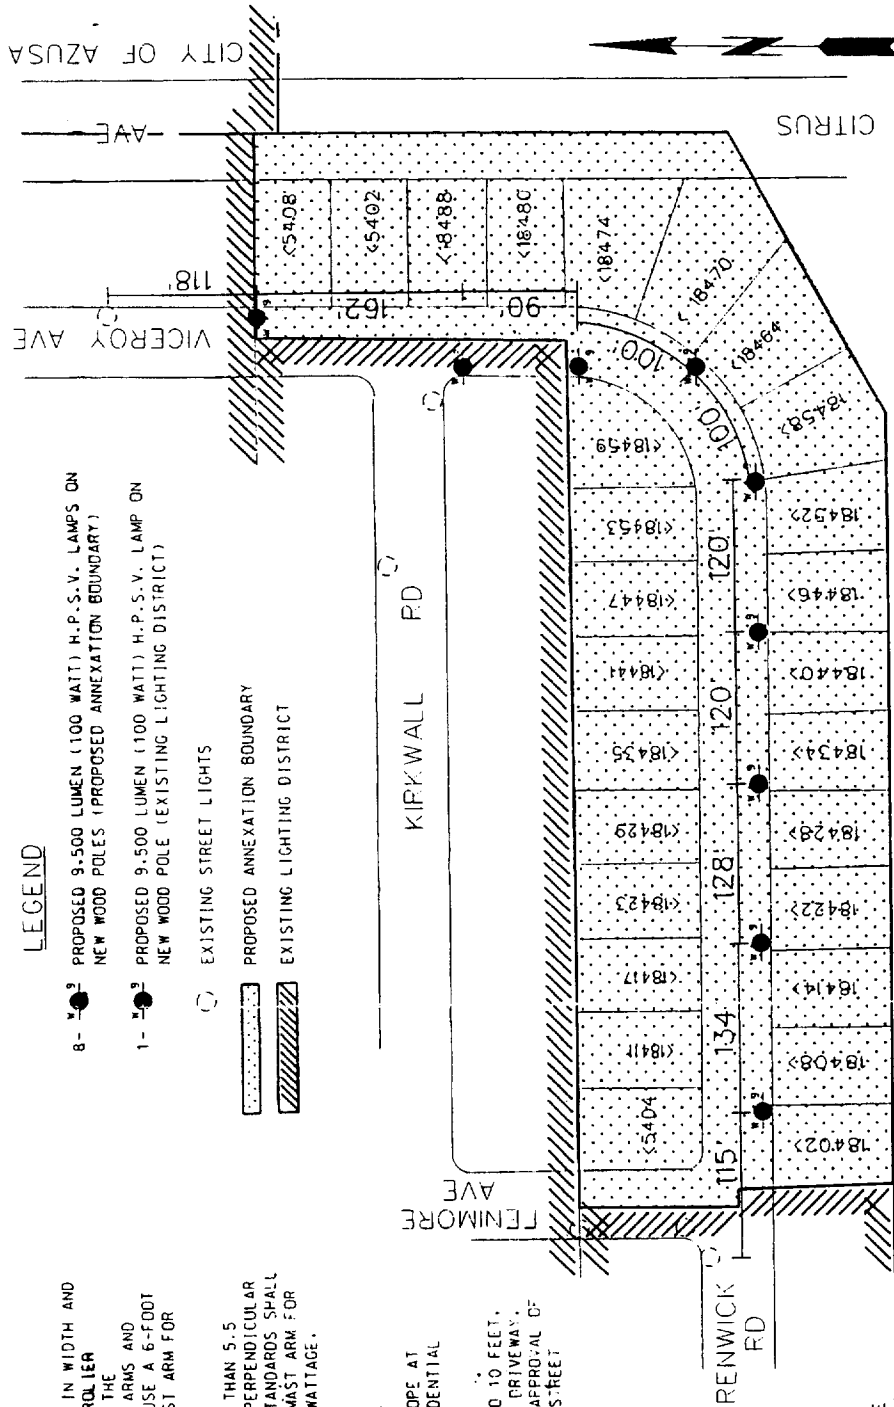 LEGEND
8- W 9 PROPOSED 9,500 LUMEN (100 WATT) H.P.S.V. LAMPS ON
NEW WOOD POLES (PROPOSED ANNEXATION BOUNDARY)
1- W 9 PROPOSED 9,500 LUMEN (100 WATT) H.P.S.V. LAMP ON
NEW WOOD POLE (EXISTING LIGHTING DISTRICT)
EXISTING STREET LIGHTS
PROPOSED ANNEXATION BOUNDARY
EXISTING LIGHTING DISTRICT
IN WIDTH AND
THE
ARMS AND
USE A 6-FOOT
ST ARM FOR
THAN 5.5
PERPENDICULAR
TANDARDS SHALL
MAST ARM FOR
WATTAGE.
OPE AT
DENTIAL
D 10 FEET.
DRIVEWAY.
APPROVAL OF
STREET
CITY OF AZUSA
CITRUS
AVE
N
VICEROY AVE
KIRKWALL RD
FENIMORE
AVE
RENWICK
RD
118'
162'
90'
100'
100'
120'
120'
128'
134'
115'
<5408
<5402
<18488
<18480
<18474
<18470
<18464
18458>
18452>
18446>
18440>
18434>
18428>
18422>
18414>
18408>
18402>
<18459
<18453
<18447
<18441
<18435
<18429
<18423
<18417
<18411
<5404